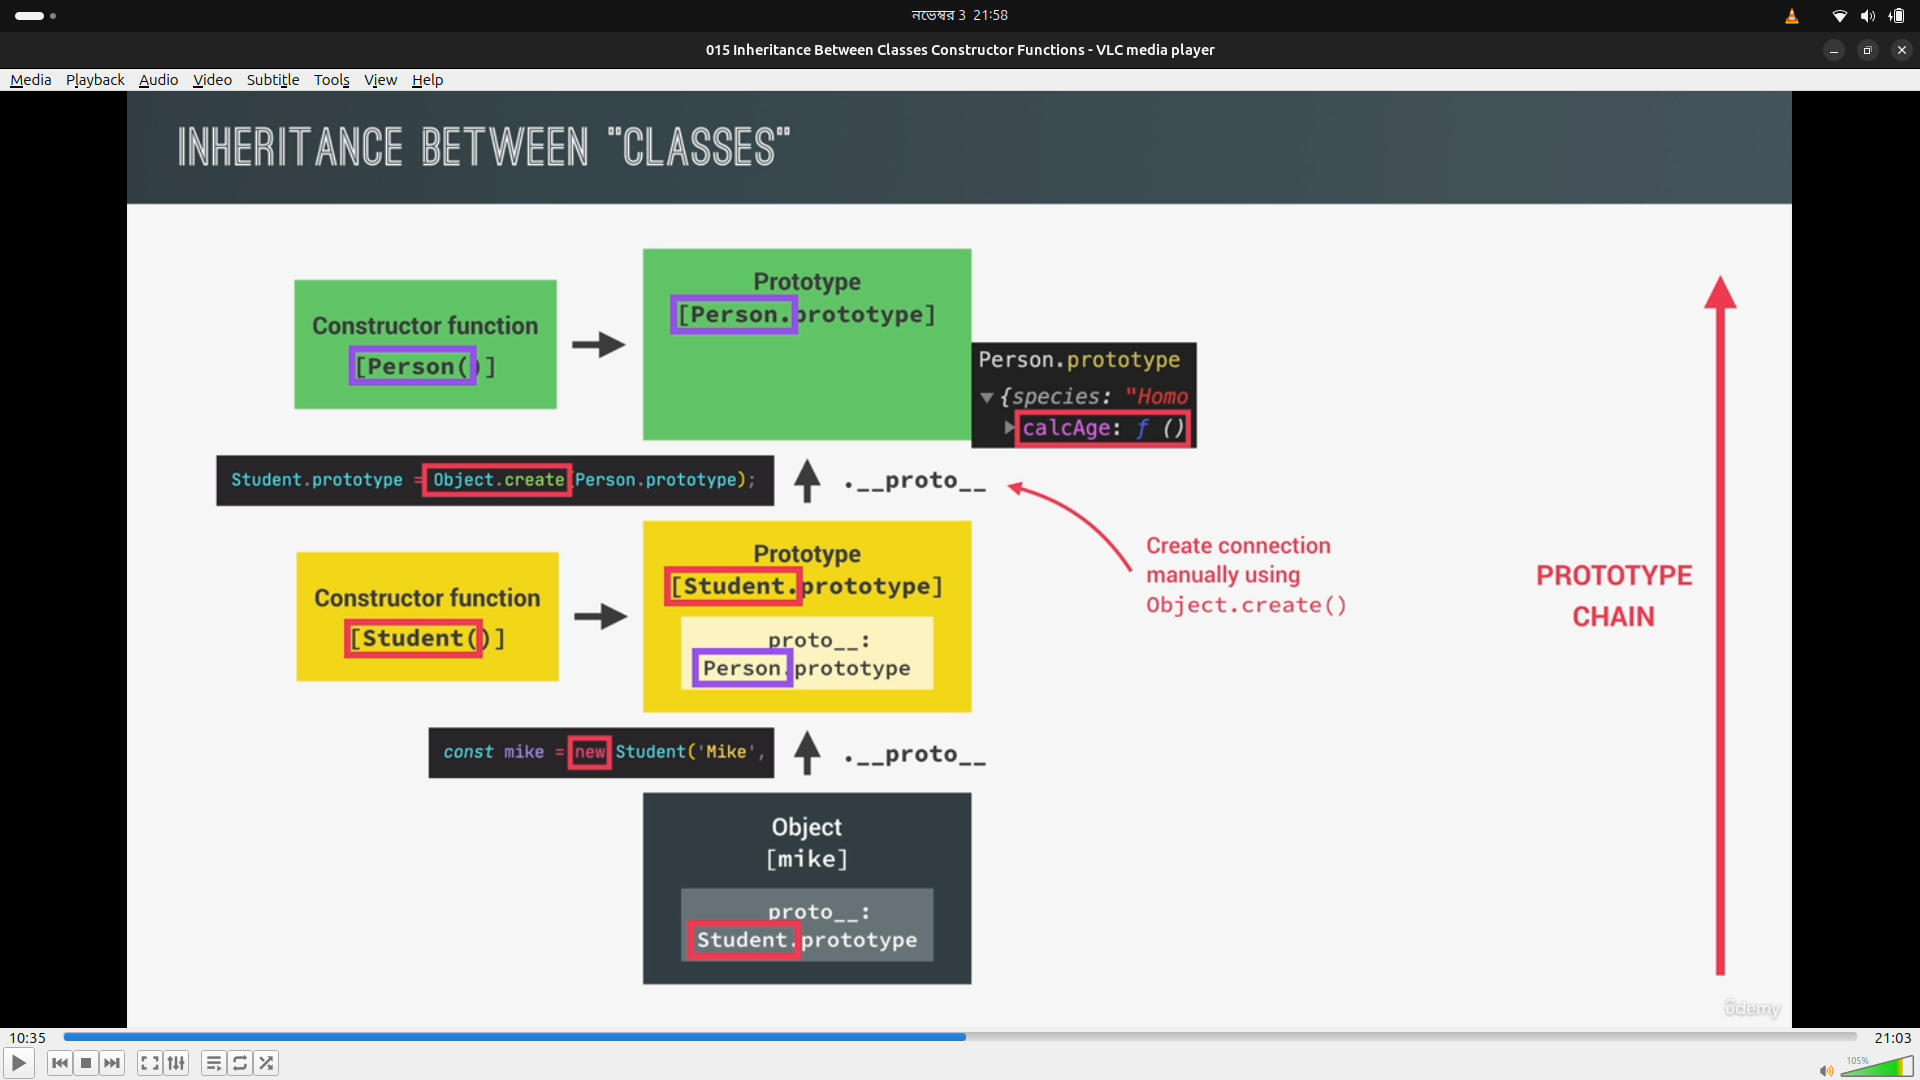 নভেম্বর 3 21:58
015 Inheritance Between Classes Constructor Functions - VLC media player
Media Playback Audio Video Subtitle Tools View Help
INHERITANCE BETWEEN "CLASSES"
Prototype
[Person.prototype]
Constructor function
[Person()]
Person.prototype
{species: "Homo
calcAge: ƒ ()
Student.prototype = Object.create(Person.prototype);
.__proto__
Create connection
manually using
Object.create()
PROTOTYPE
CHAIN
Prototype
[Student.prototype]
Constructor function
[Student()]
proto__:
Person.prototype
const mike = new Student('Mike',
.__proto__
Object
[mike]
proto__:
Student.prototype
ûdemy
10:35
21:03
105%